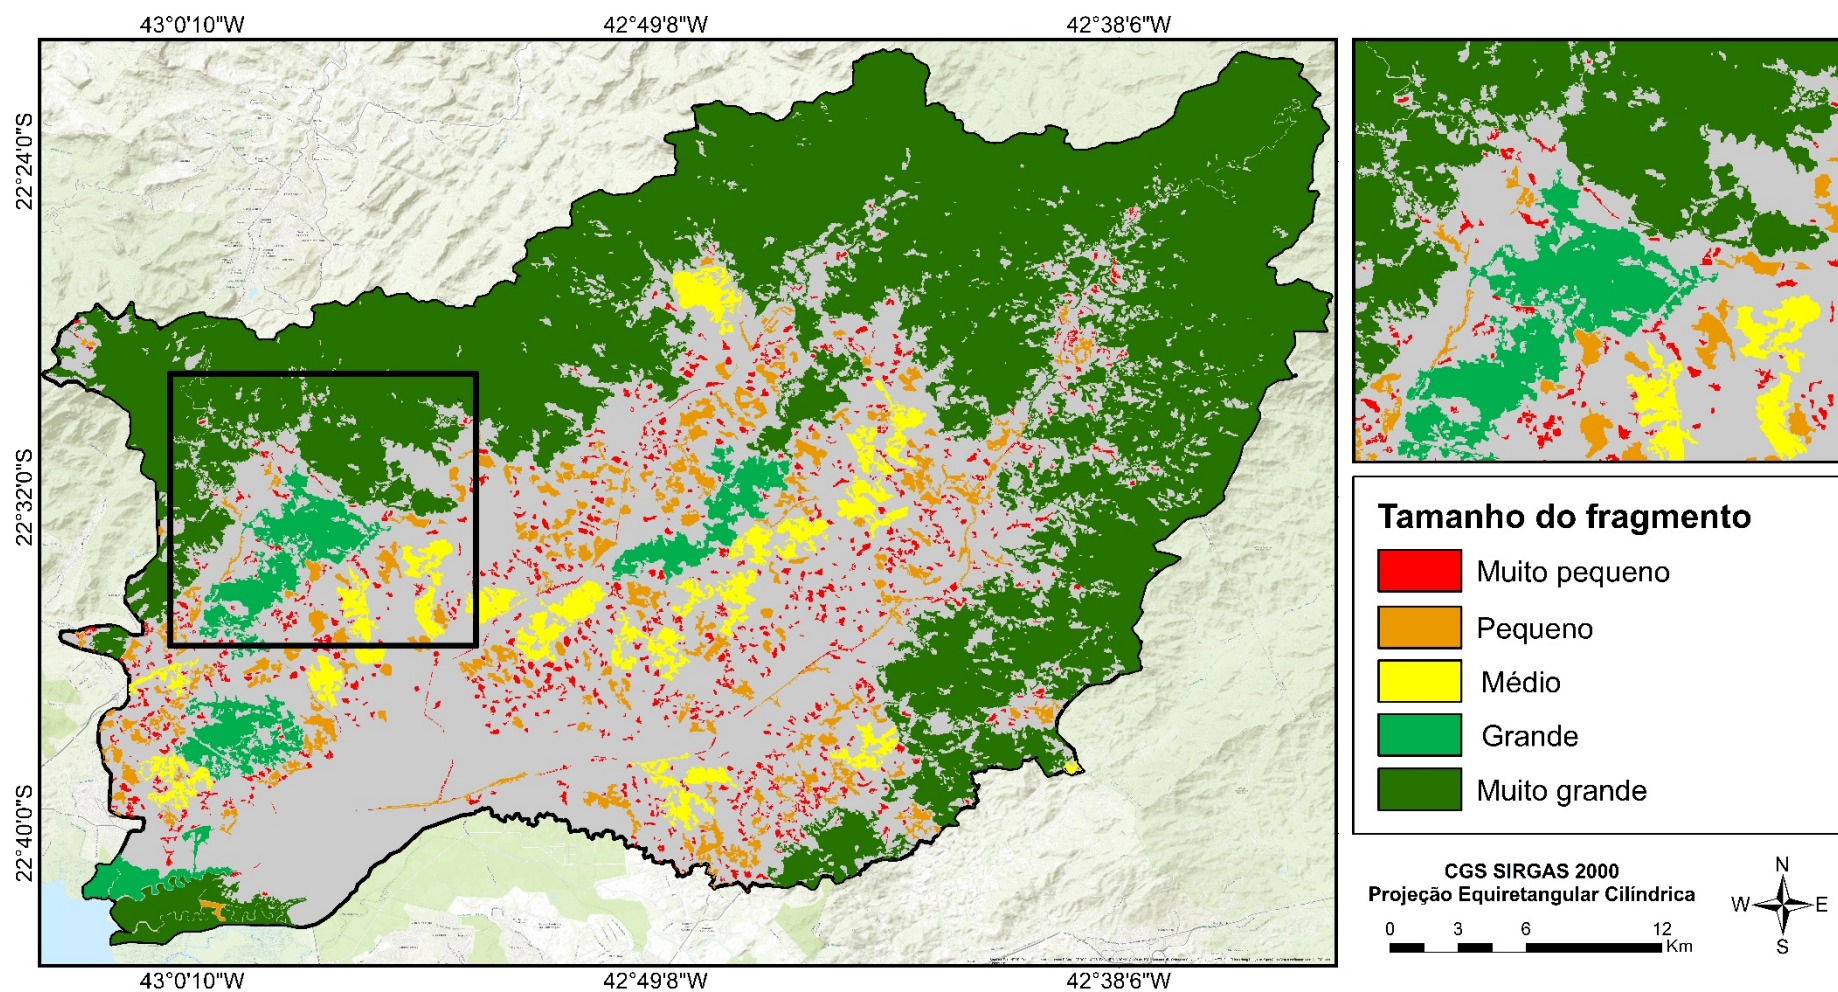 43°0'10"W
42°49'8"W
42°38'6"W
22°24'0"S
22°32'0"S
22°40'0"S
43°0'10"W
42°49'8"W
42°38'6"W
Tamanho do fragmento
Muito pequeno
Pequeno
Médio
Grande
Muito grande
CGS SIRGAS 2000
Projeção Equiretangular Cilíndrica
0 3 6 12
Km
N
W E
S